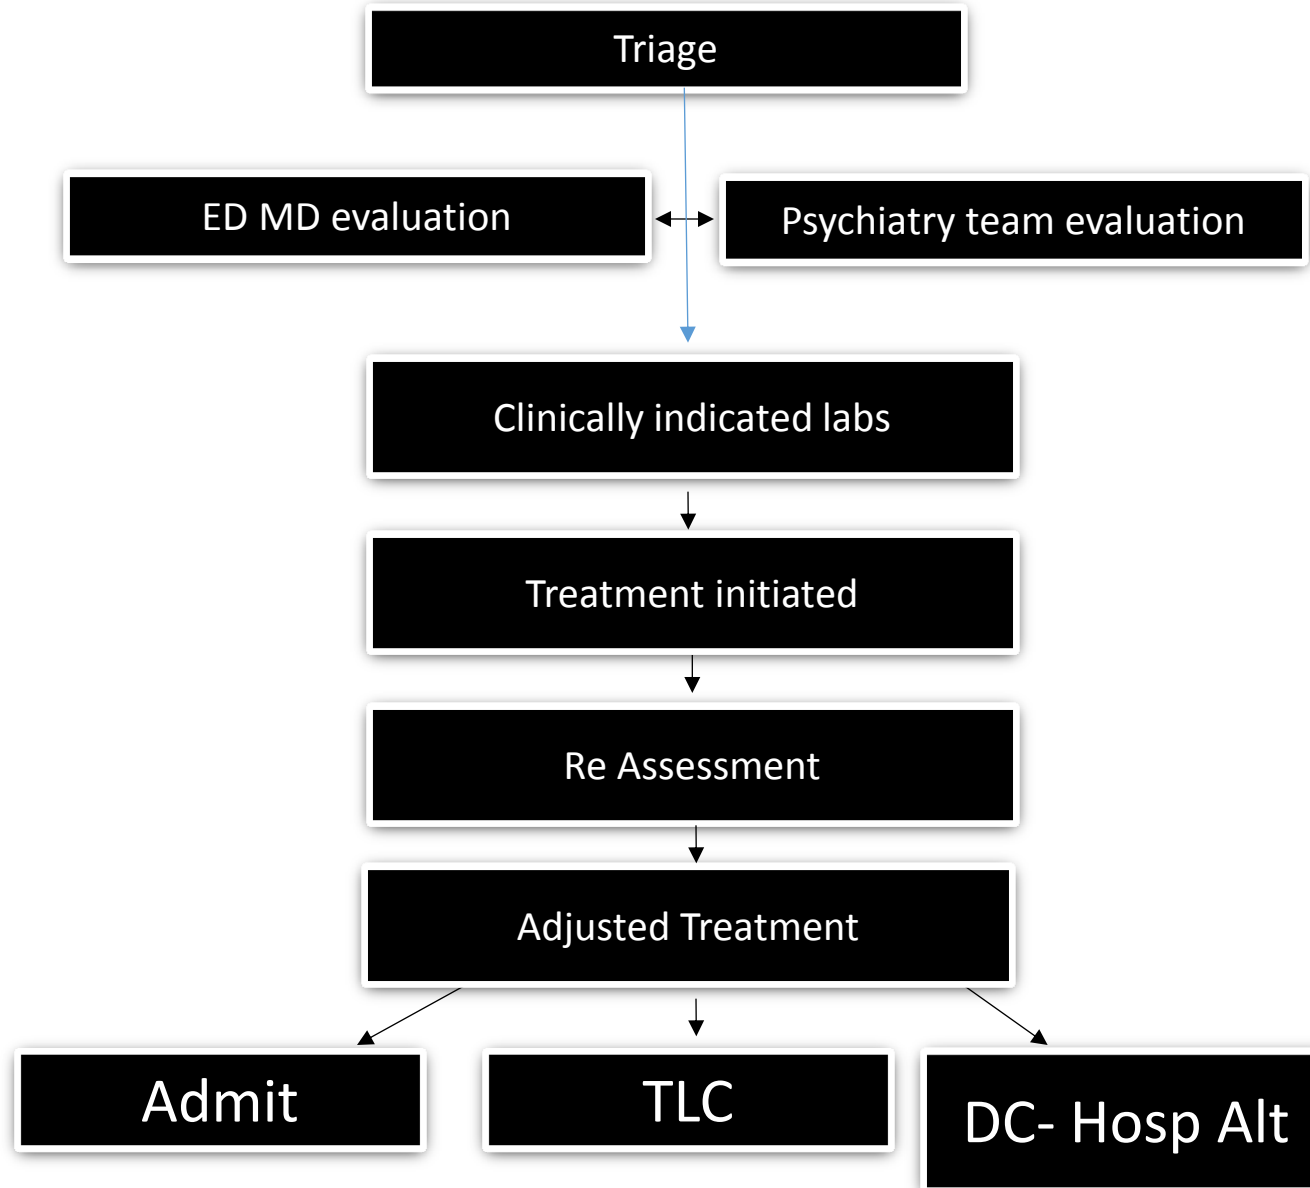 Triage
ED MD evaluation
Psychiatry team evaluation
Clinically indicated labs
Treatment initiated
Re Assessment
Adjusted Treatment
Admit
TLC
DC- Hosp Alt